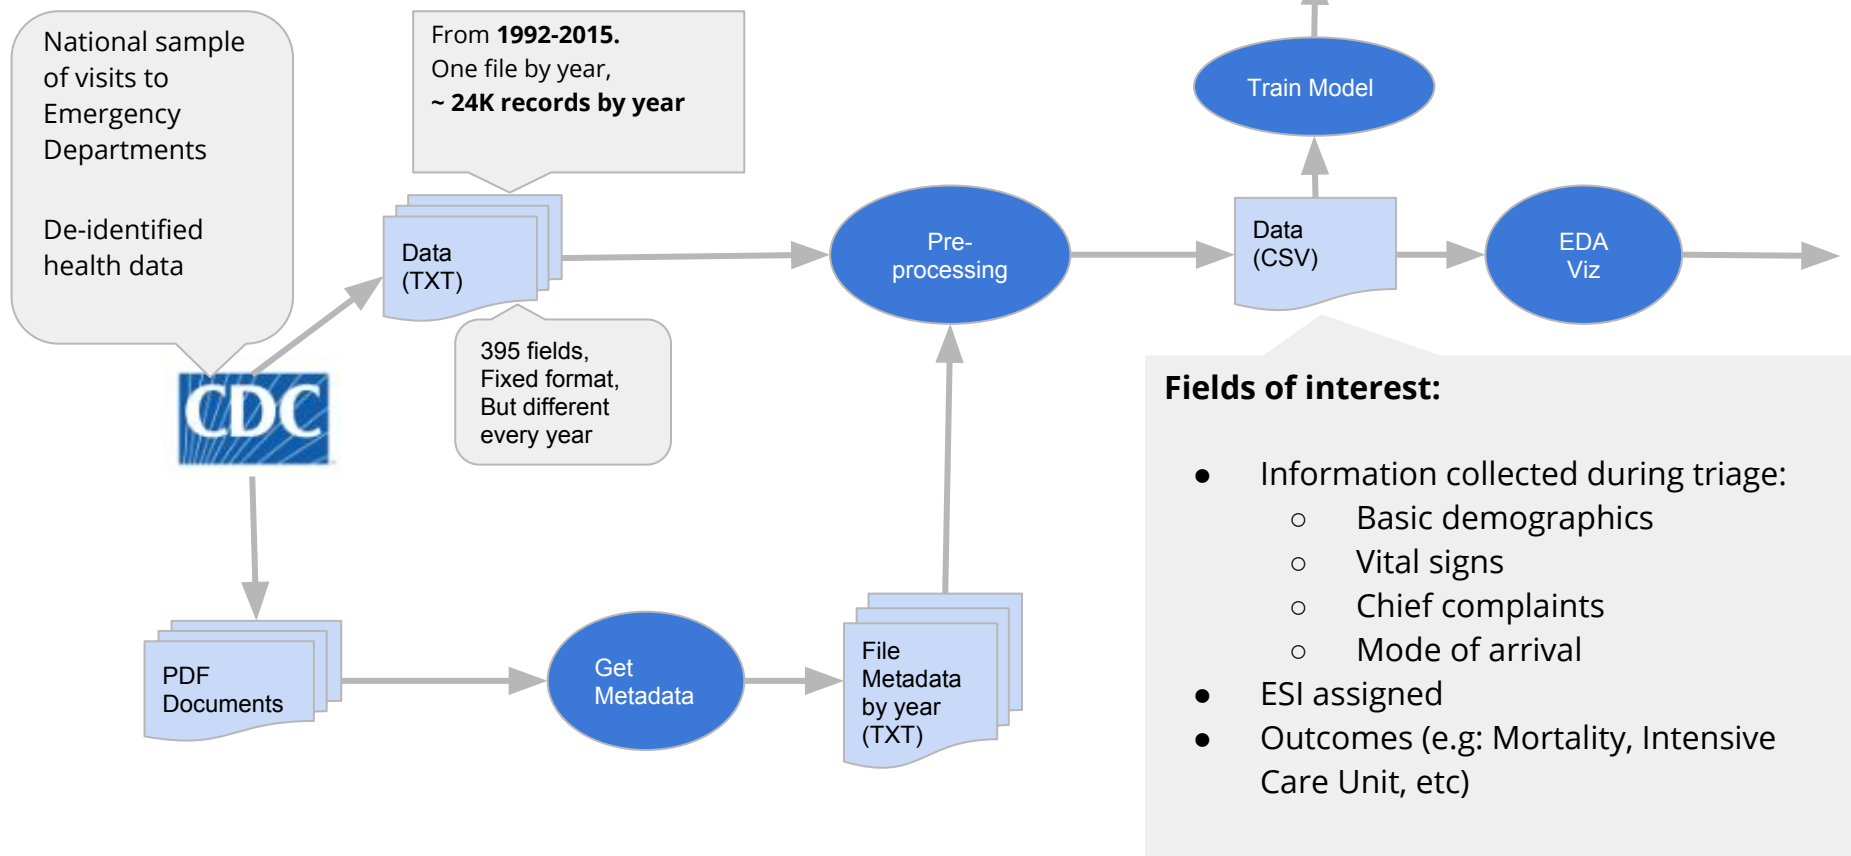 National sample
of visits to
Emergency
Departments
De-identified
health data
From 1992-2015.
One file by year,
~ 24K records by year
Data
(TXT)
395 fields,
Fixed format,
But different
every year
CDC
PDF
Documents
Get
Metadata
File
Metadata
by year
(TXT)
Pre-
processing
Train Model
Data
(CSV)
EDA
Viz
Fields of interest:
● Information collected during triage:
○ Basic demographics
○ Vital signs
○ Chief complaints
○ Mode of arrival
● ESI assigned
● Outcomes (e.g: Mortality, Intensive
Care Unit, etc)